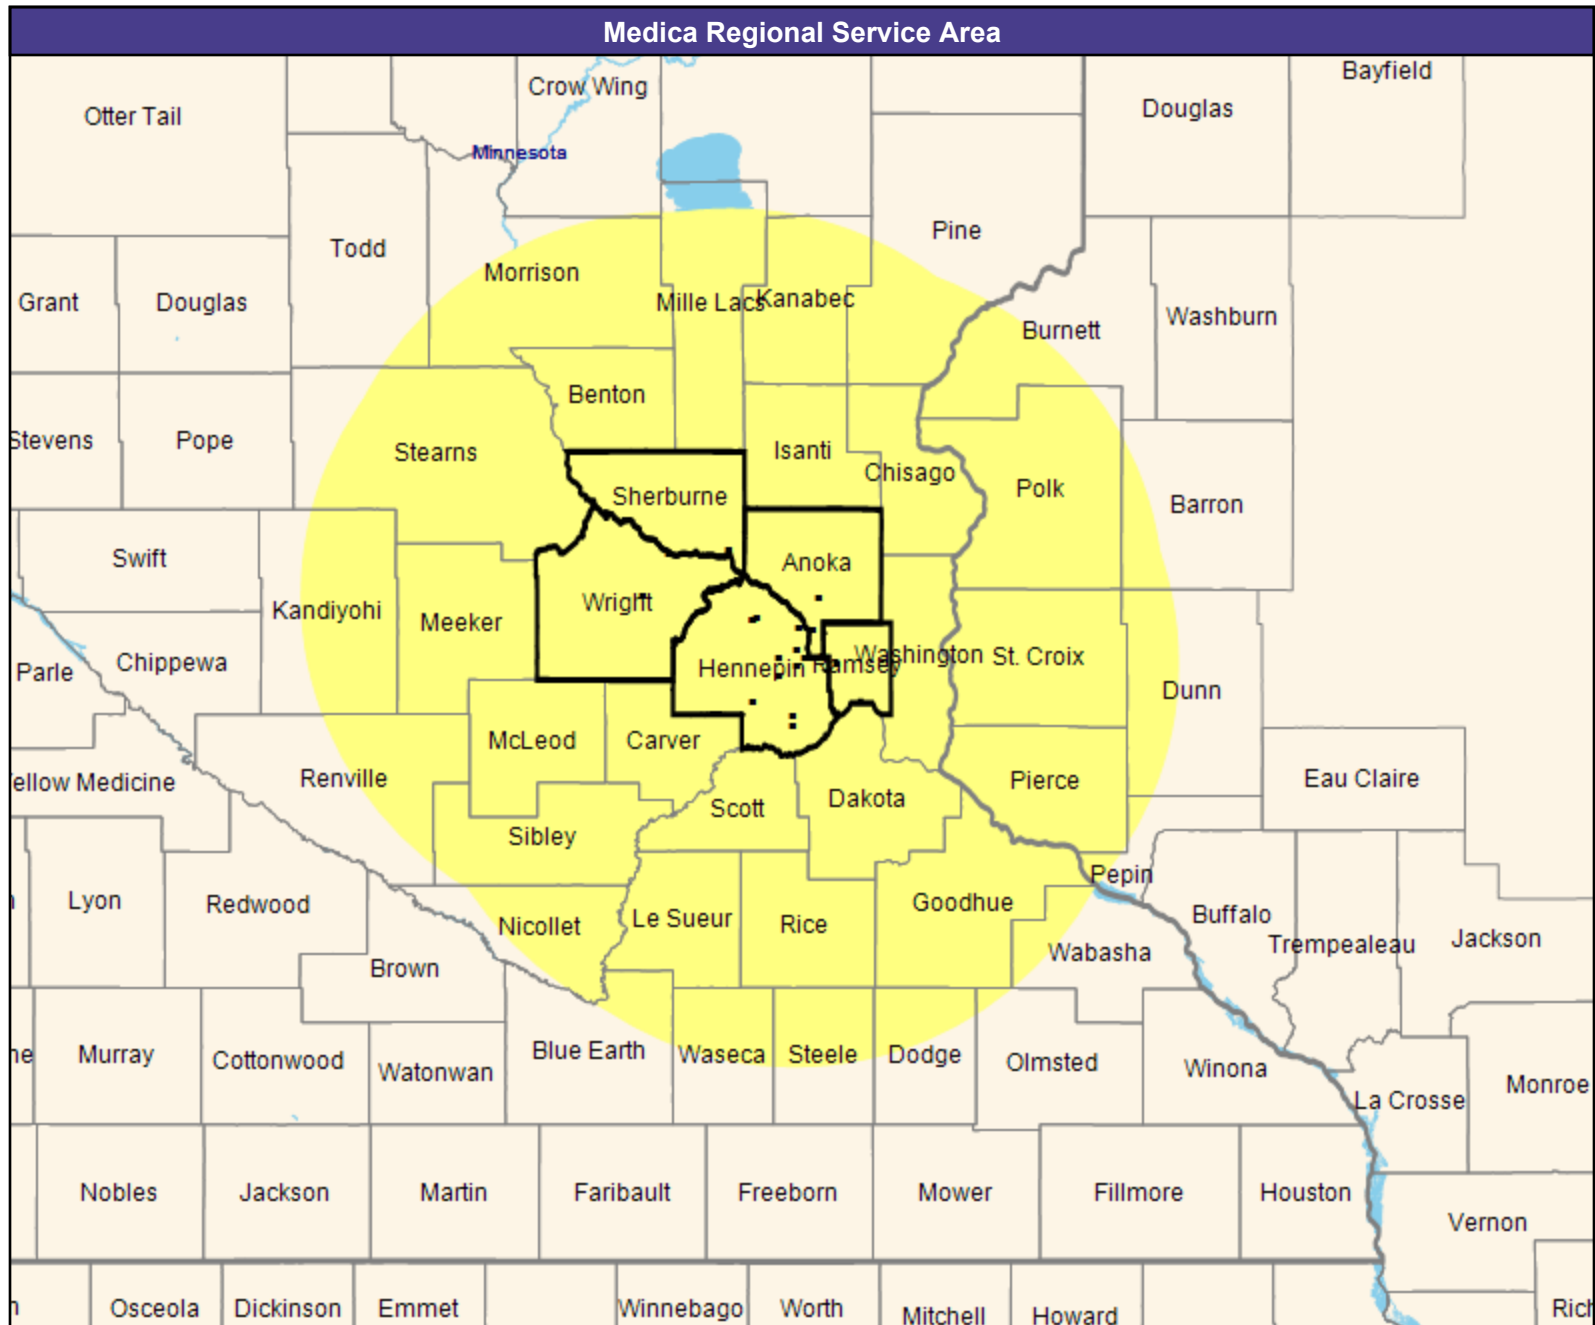 Medica Regional Service Area
Bayfield
Crow Wing
Douglas
Otter Tail
Minnesota
Pine
Todd
Morrison
Grant
Douglas
Mille Lacs
Kanabec
Washburn
Burnett
Benton
Stevens
Pope
Stearns
Isanti
Chisago
Polk
Sherburne
Barron
Swift
Anoka
Kandiyohi
Wright
Meeker
Parle
Chippewa
Hennepin
Ramsey
Washington
St. Croix
Dunn
McLeod
Carver
Yellow Medicine
Renville
Pierce
Eau Claire
Scott
Dakota
Sibley
Pepin
Lyon
Redwood
Goodhue
Nicollet
Le Sueur
Rice
Buffalo
Trempealeau
Jackson
Wabasha
Brown
ne
Murray
Cottonwood
Watonwan
Blue Earth
Waseca
Steele
Dodge
Olmsted
Winona
La Crosse
Monroe
Nobles
Jackson
Martin
Faribault
Freeborn
Mower
Fillmore
Houston
Vernon
Osceola
Dickinson
Emmet
Winnebago
Worth
Mitchell
Howard
Rich